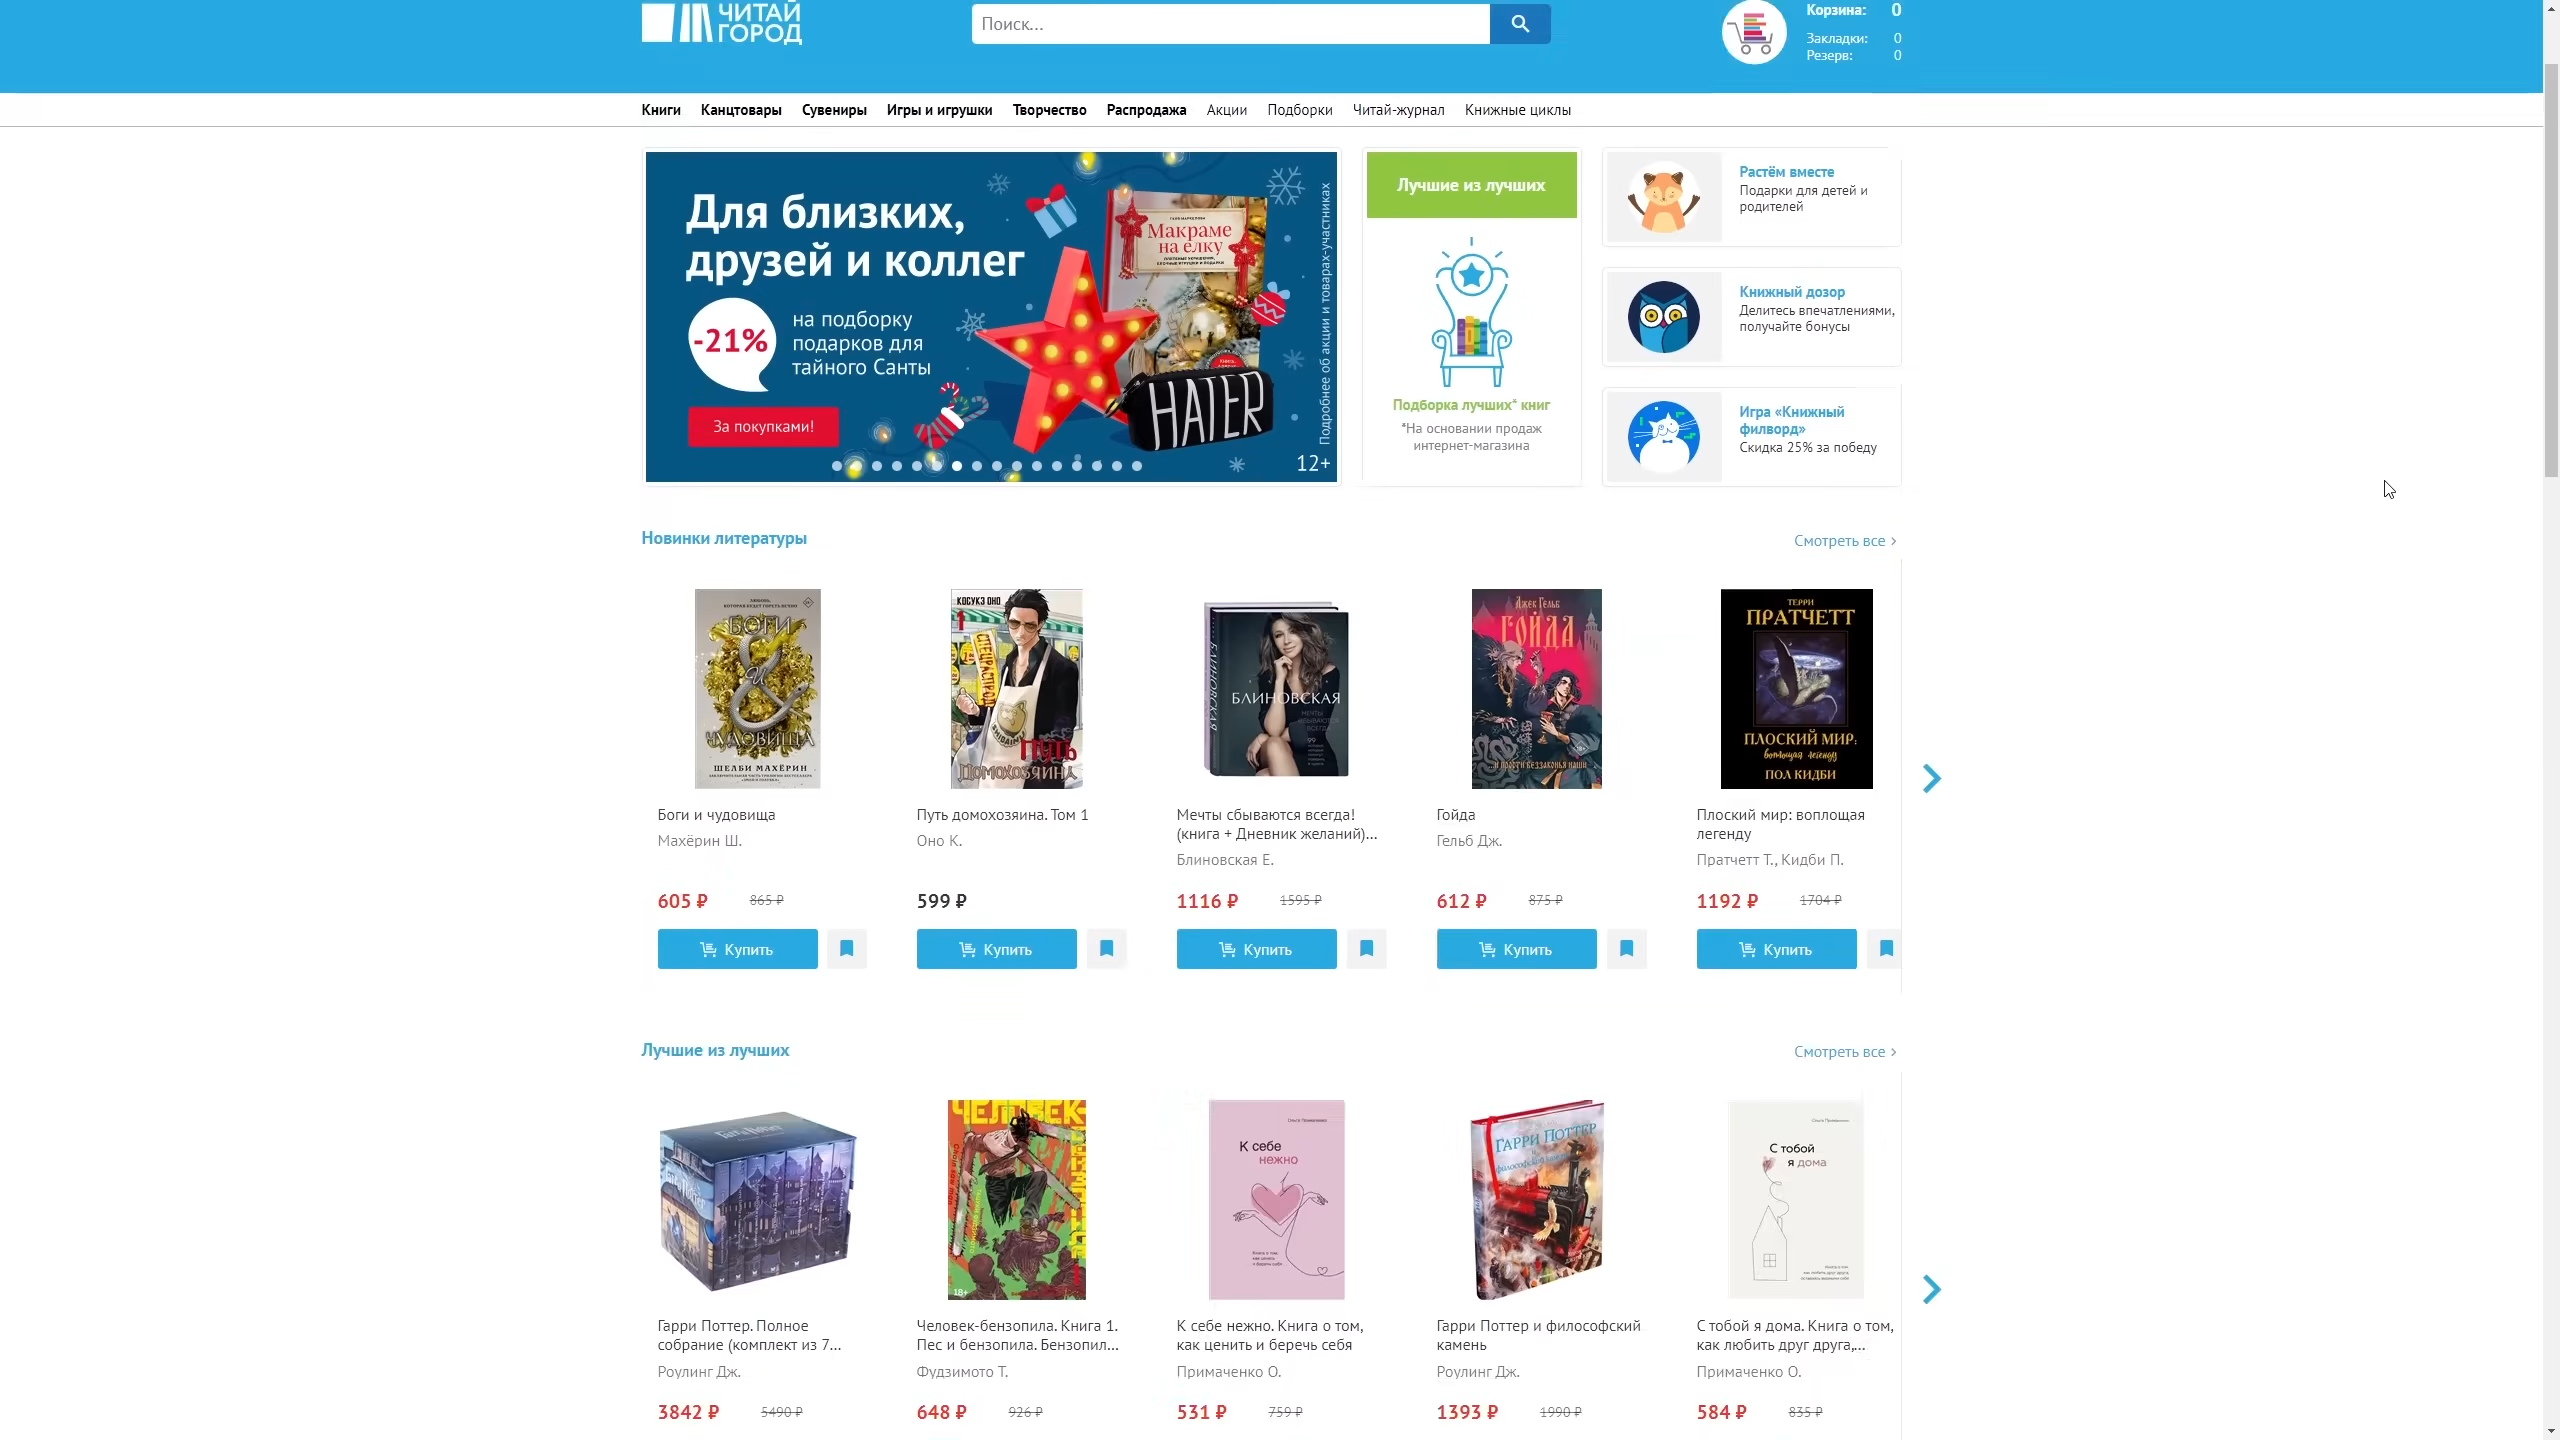 ЧИТАЙ
ГОРОД
Поиск...
Корзина: 0
Закладки: 0
Резерв: 0
Книги Канцтовары Сувениры Игры и игрушки Творчество Распродажа Акции Подборки Читай-журнал Книжные циклы
Для близких,
друзей и коллег
-21%
на подборку
подарков для
тайного Санты
За покупками!
Макраме
на ёлку
HATER
Подробнее об акции и товарах-участниках
12+
Лучшие из лучших
Подборка лучших* книг
*На основании продаж
интернет-магазина
Растём вместе
Подарки для детей и
родителей
Книжный дозор
Делитесь впечатлениями,
получайте бонусы
Игра «Книжный
филворд»
Скидка 25% за победу
Новинки литературы
Смотреть все >
БОГИ
И
ЧУДОВИЩА
ШЕЛБИ МАХЁРИН
КОСУКЭ ОНО
1
ПУТЬ
ДОМОХОЗЯИНА
БЛИНОВСКАЯ
БЛИНОВСКАЯ
Джек Гельб
ГОЙДА
ТЕРРИ
ПРАТЧЕТТ
ПЛОСКИЙ МИР:
воплощая легенду
ПОЛ КИДБИ
Боги и чудовища
Махёрин Ш.
605 ₽ 865 ₽
Купить
Путь домохозяина. Том 1
Оно К.
599 ₽
Купить
Мечты сбываются всегда!
(книга + Дневник желаний)...
Блиновская Е.
1116 ₽ 1595 ₽
Купить
Гойда
Гельб Дж.
612 ₽ 875 ₽
Купить
Плоский мир: воплощая
легенду
Пратчетт Т., Кидби П.
1192 ₽ 1704 ₽
Купить
Лучшие из лучших
Смотреть все >
ЧЕЛОВЕК-
18+
К себе
нежно
ГАРРИ ПОТТЕР
С тобой
я дома
Гарри Поттер. Полное
собрание (комплект из 7...
Роулинг Дж.
3842 ₽ 5490 ₽
Человек-бензопила. Книга 1.
Пес и бензопила. Бензопил...
Фудзимото Т.
648 ₽ 926 ₽
К себе нежно. Книга о том,
как ценить и беречь себя
Примаченко О.
531 ₽ 759 ₽
Гарри Поттер и философский
камень
Роулинг Дж.
1393 ₽ 1990 ₽
С тобой я дома. Книга о том,
как любить друг друга,...
Примаченко О.
584 ₽ 835 ₽